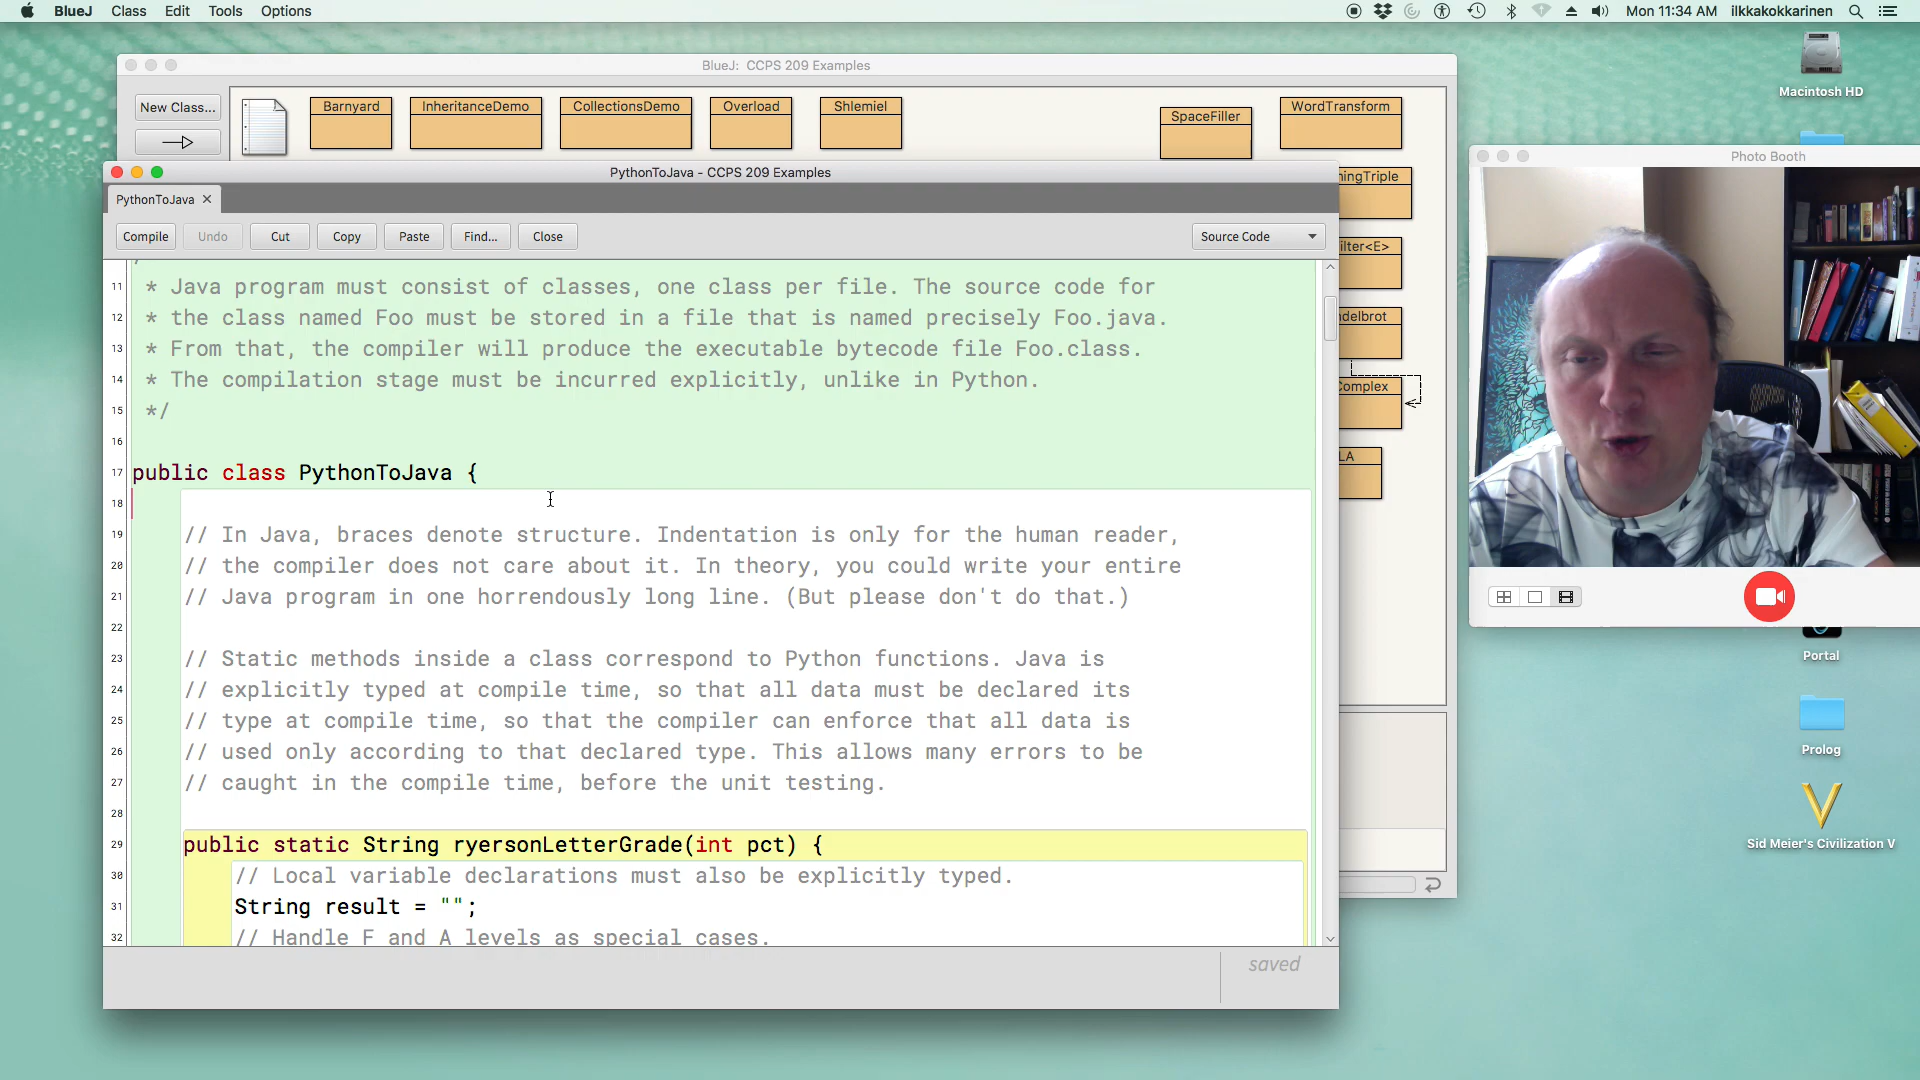 BlueJ Class Edit Tools Options
Mon 11:34 AM ilkkakokkarinen
BlueJ: CCPS 209 Examples
New Class...
Barnyard
InheritanceDemo
CollectionsDemo
Overload
Shlemiel
SpaceFiller
WordTransform
Macintosh HD
PythonToJava - CCPS 209 Examples
PythonToJava
Compile Undo Cut Copy Paste Find... Close Source Code
ningTriple
ilter<E>
ndelbrot
Complex
LA
Photo Booth
11 * Java program must consist of classes, one class per file. The source code for
12 * the class named Foo must be stored in a file that is named precisely Foo.java.
13 * From that, the compiler will produce the executable bytecode file Foo.class.
14 * The compilation stage must be incurred explicitly, unlike in Python.
15 */
16
17 public class PythonToJava {
18
19 // In Java, braces denote structure. Indentation is only for the human reader,
20 // the compiler does not care about it. In theory, you could write your entire
21 // Java program in one horrendously long line. (But please don't do that.)
22
23 // Static methods inside a class correspond to Python functions. Java is
24 // explicitly typed at compile time, so that all data must be declared its
25 // type at compile time, so that the compiler can enforce that all data is
26 // used only according to that declared type. This allows many errors to be
27 // caught in the compile time, before the unit testing.
28
29 public static String ryersonLetterGrade(int pct) {
30 // Local variable declarations must also be explicitly typed.
31 String result = "";
32 // Handle F and A levels as special cases.
saved
Portal
Prolog
Sid Meier's Civilization V